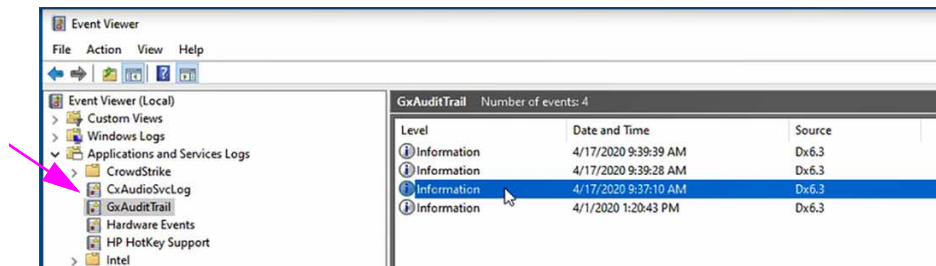 Event Viewer
File Action View Help
Event Viewer (Local)
Custom Views
Windows Logs
Applications and Services Logs
CrowdStrike
CxAudioSvcLog
GxAuditTrail
Hardware Events
HP HotKey Support
Intel
GxAuditTrail Number of events: 4
Level Date and Time Source
Information 4/17/2020 9:39:39 AM Dx6.3
Information 4/17/2020 9:39:28 AM Dx6.3
Information 4/17/2020 9:37:10 AM Dx6.3
Information 4/1/2020 1:20:43 PM Dx6.3